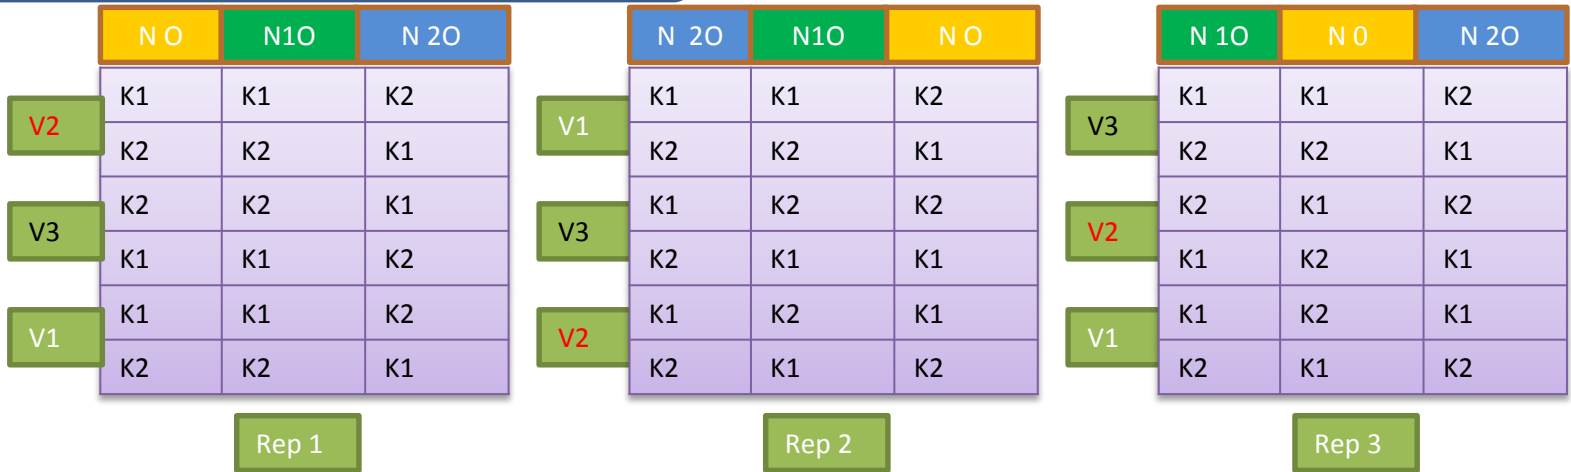 N O N1O N 2O
V2
K1 K1 K2
K2 K2 K1
V3
K2 K2 K1
K1 K1 K2
V1
K1 K1 K2
K2 K2 K1
Rep 1
N 2O N1O N O
V1
K1 K1 K2
K2 K2 K1
V3
K1 K2 K2
K2 K1 K1
V2
K1 K2 K1
K2 K1 K2
Rep 2
N 1O N 0 N 2O
V3
K1 K1 K2
K2 K2 K1
V2
K2 K1 K2
K1 K2 K1
V1
K1 K2 K1
K2 K1 K2
Rep 3